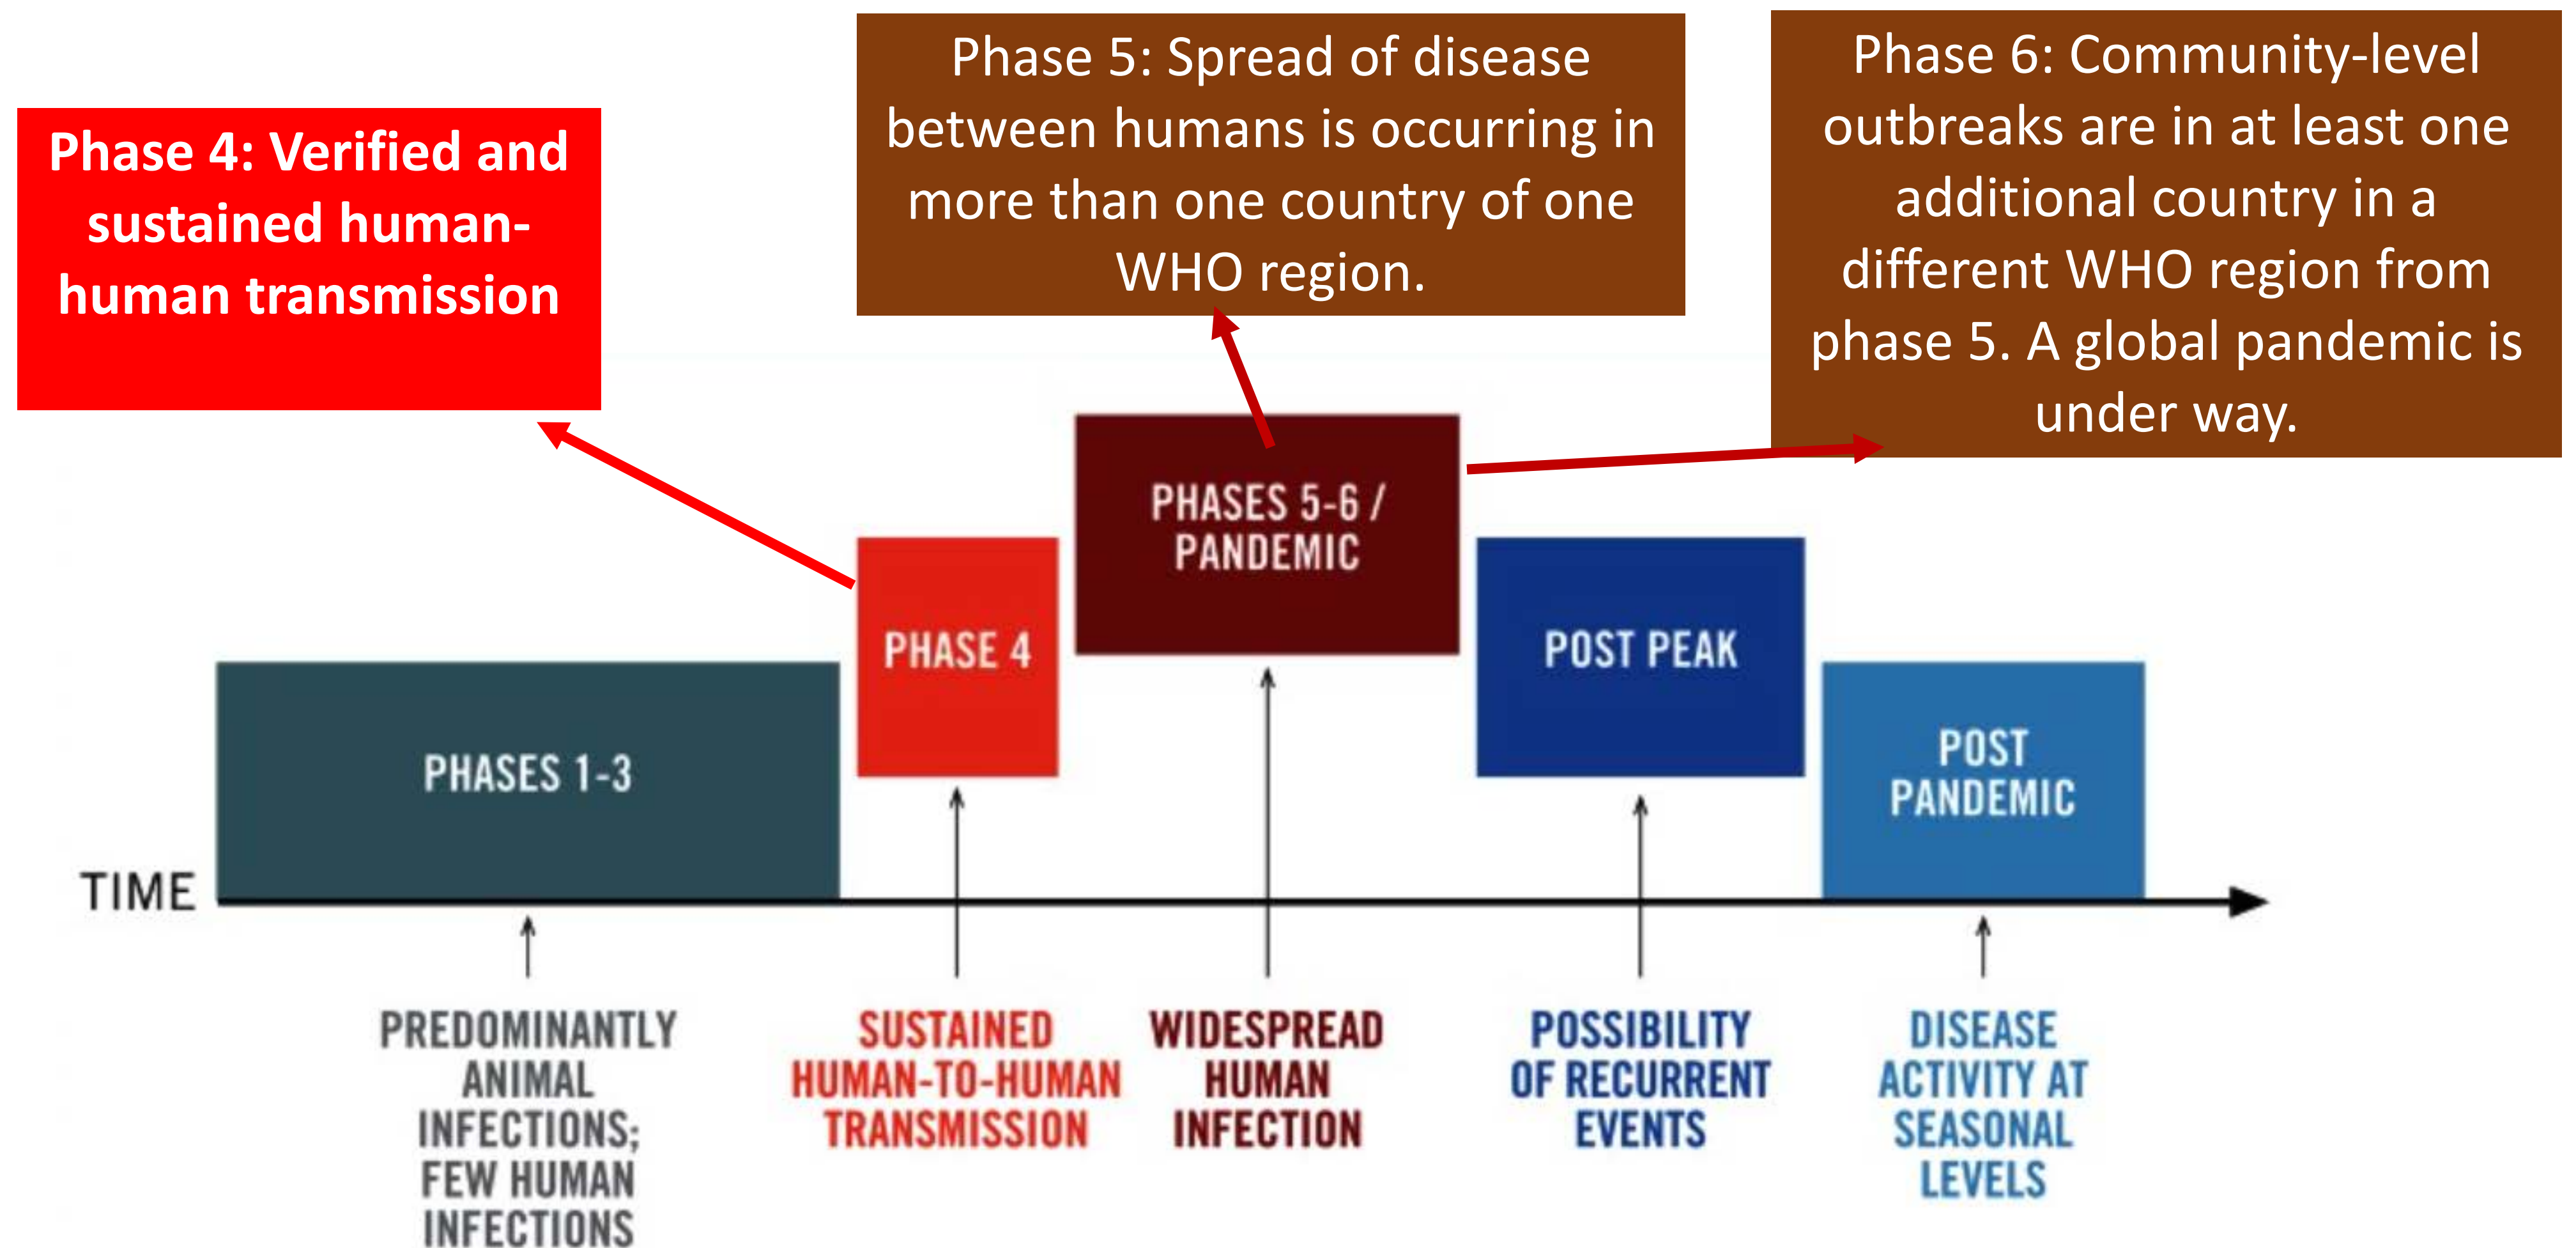 Phase 4: Verified and
sustained human-
human transmission
Phase 5: Spread of disease
between humans is occurring in
more than one country of one
WHO region.
Phase 6: Community-level
outbreaks are in at least one
additional country in a
different WHO region from
phase 5. A global pandemic is
under way.
PHASES 1-3
PHASE 4
PHASES 5-6 /
PANDEMIC
POST PEAK
POST
PANDEMIC
TIME
PREDOMINANTLY
ANIMAL
INFECTIONS;
FEW HUMAN
INFECTIONS
SUSTAINED
HUMAN-TO-HUMAN
TRANSMISSION
WIDESPREAD
HUMAN
INFECTION
POSSIBILITY
OF RECURRENT
EVENTS
DISEASE
ACTIVITY AT
SEASONAL
LEVELS